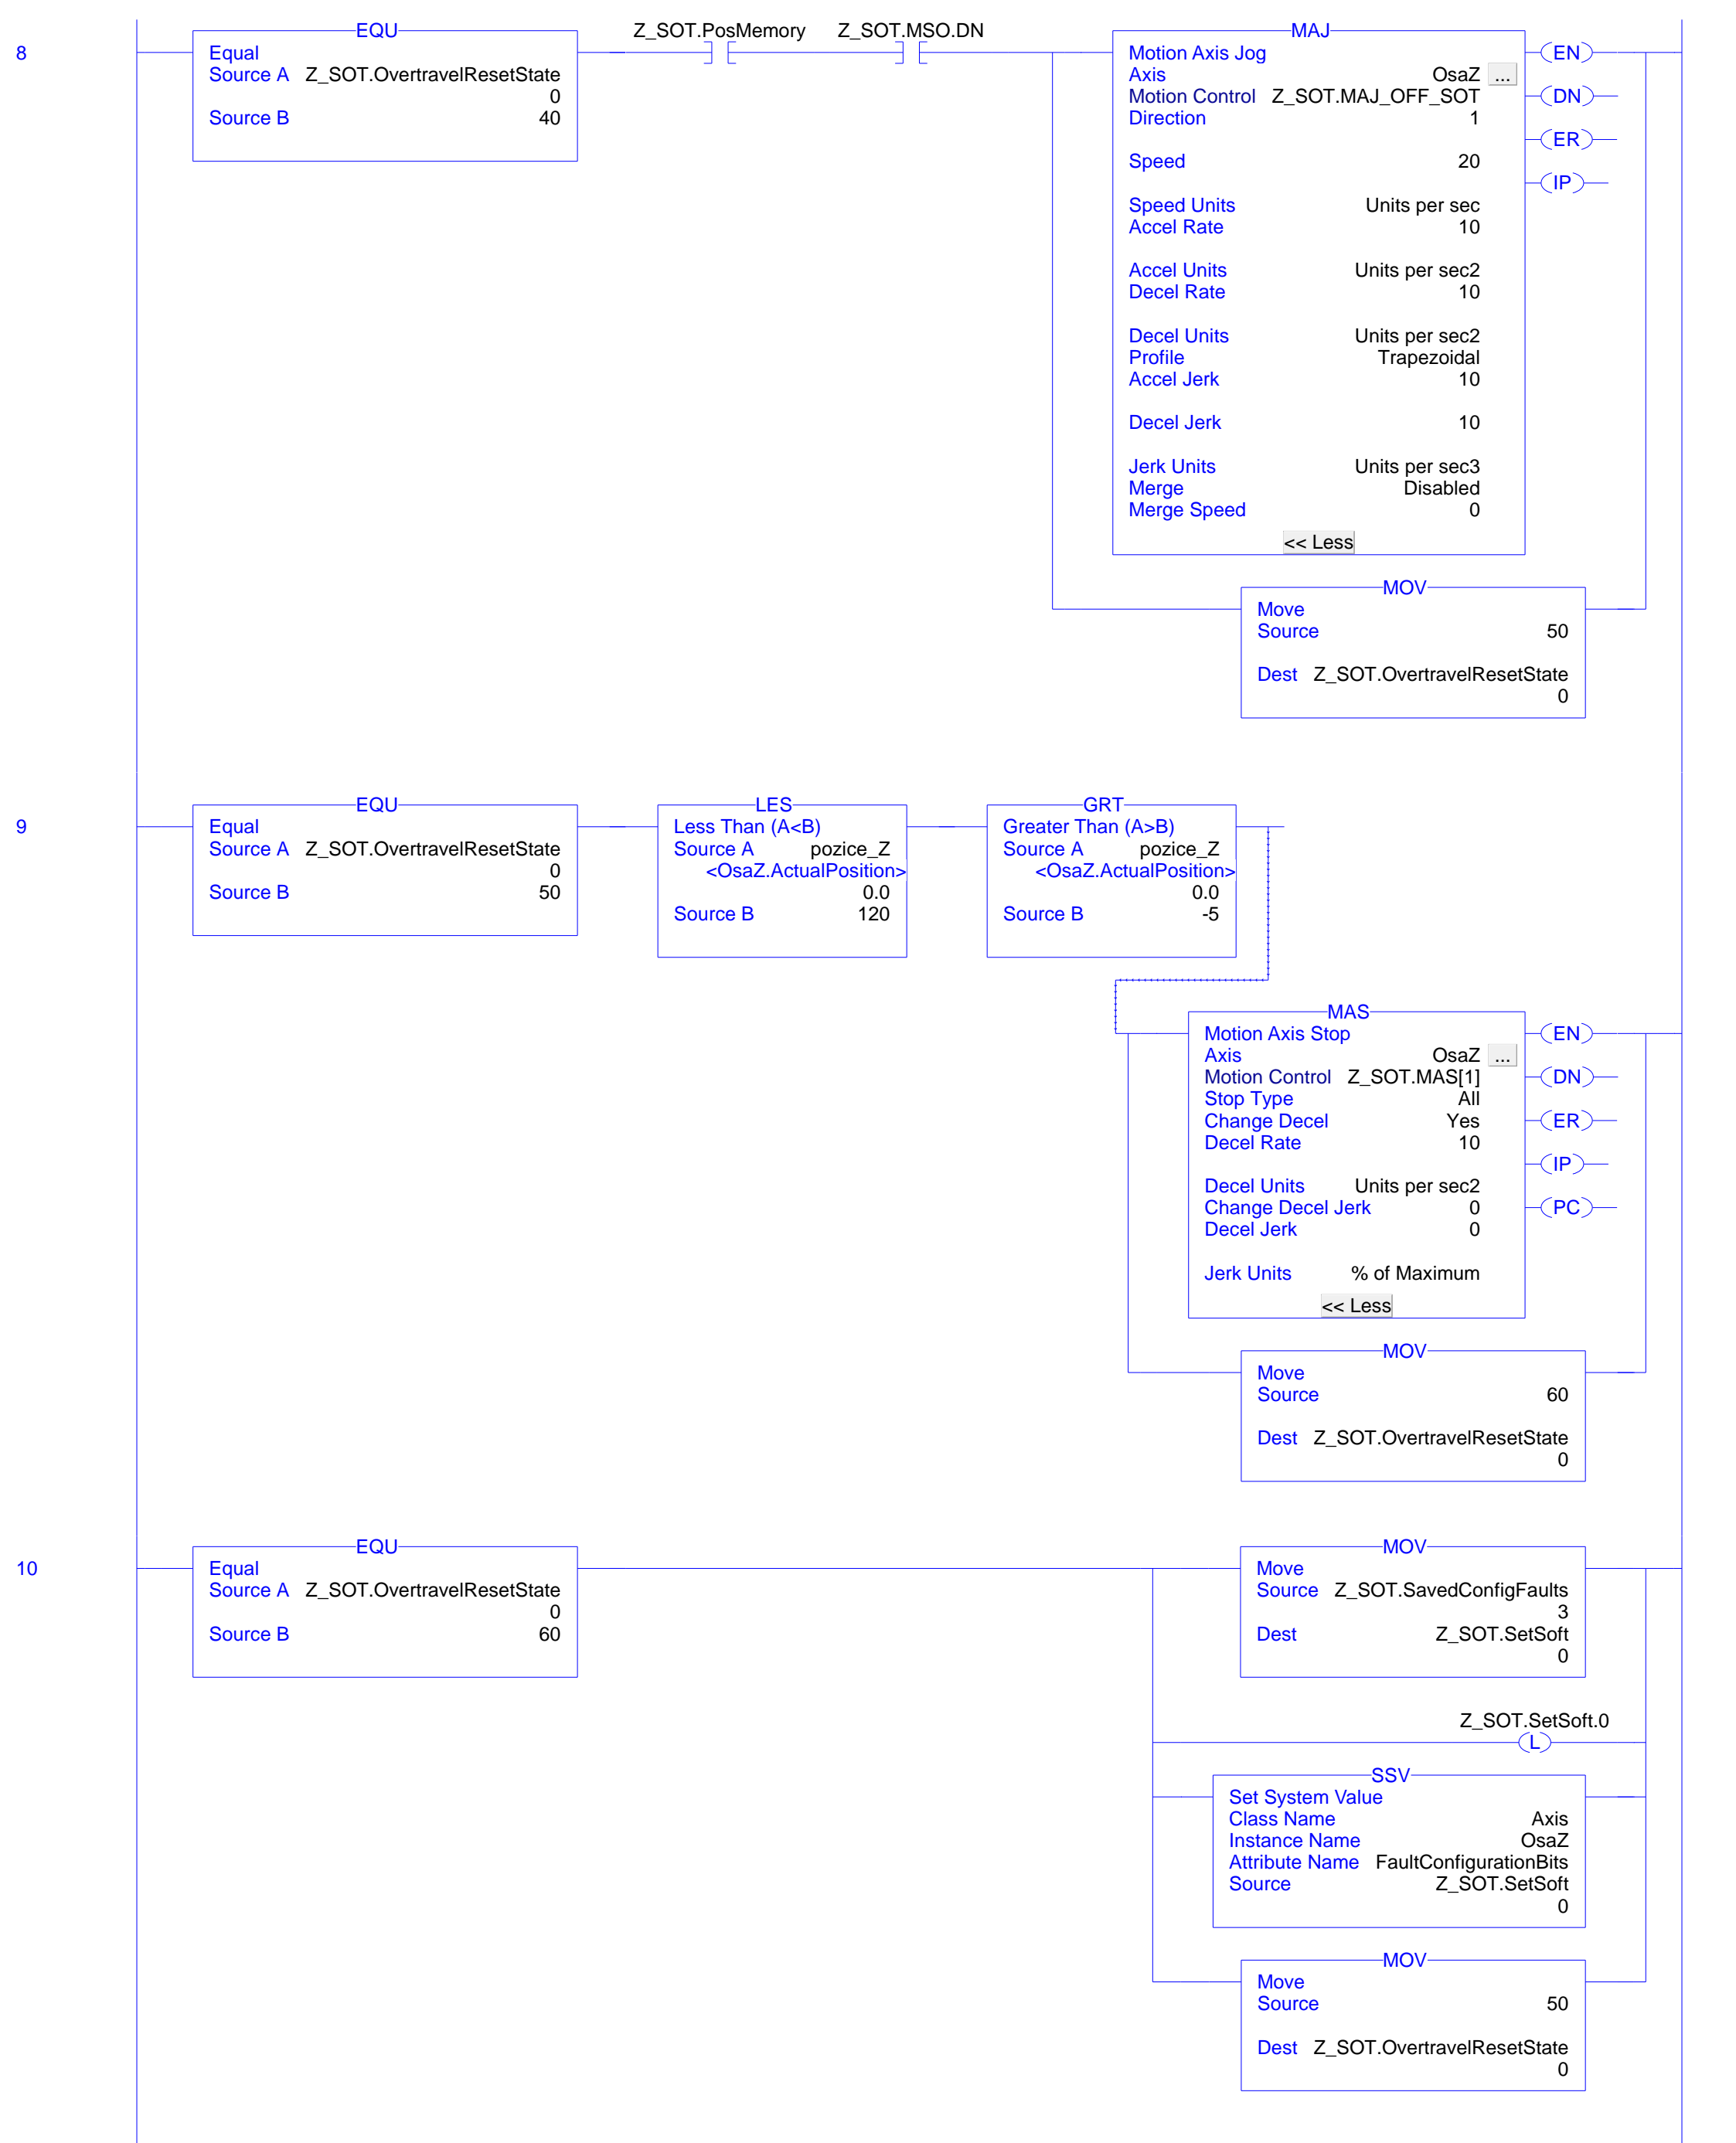 8
EQU
Equal
Source A Z_SOT.OvertravelResetState
0
Source B 40
Z_SOT.PosMemory Z_SOT.MSO.DN
MAJ
Motion Axis Jog
Axis OsaZ ...
Motion Control Z_SOT.MAJ_OFF_SOT
Direction 1
Speed 20
Speed Units Units per sec
Accel Rate 10
Accel Units Units per sec2
Decel Rate 10
Decel Units Units per sec2
Profile Trapezoidal
Accel Jerk 10
Decel Jerk 10
Jerk Units Units per sec3
Merge Disabled
Merge Speed 0
<< Less
EN
DN
ER
IP
MOV
Move
Source 50
Dest Z_SOT.OvertravelResetState
0
9
EQU
Equal
Source A Z_SOT.OvertravelResetState
0
Source B 50
LES
Less Than (A<B)
Source A pozice_Z
<OsaZ.ActualPosition>
0.0
Source B 120
GRT
Greater Than (A>B)
Source A pozice_Z
<OsaZ.ActualPosition>
0.0
Source B -5
MAS
Motion Axis Stop
Axis OsaZ ...
Motion Control Z_SOT.MAS[1]
Stop Type All
Change Decel Yes
Decel Rate 10
Decel Units Units per sec2
Change Decel Jerk 0
Decel Jerk 0
Jerk Units % of Maximum
<< Less
EN
DN
ER
IP
PC
MOV
Move
Source 60
Dest Z_SOT.OvertravelResetState
0
10
EQU
Equal
Source A Z_SOT.OvertravelResetState
0
Source B 60
MOV
Move
Source Z_SOT.SavedConfigFaults
3
Dest Z_SOT.SetSoft
0
Z_SOT.SetSoft.0
L
SSV
Set System Value
Class Name Axis
Instance Name OsaZ
Attribute Name FaultConfigurationBits
Source Z_SOT.SetSoft
0
MOV
Move
Source 50
Dest Z_SOT.OvertravelResetState
0